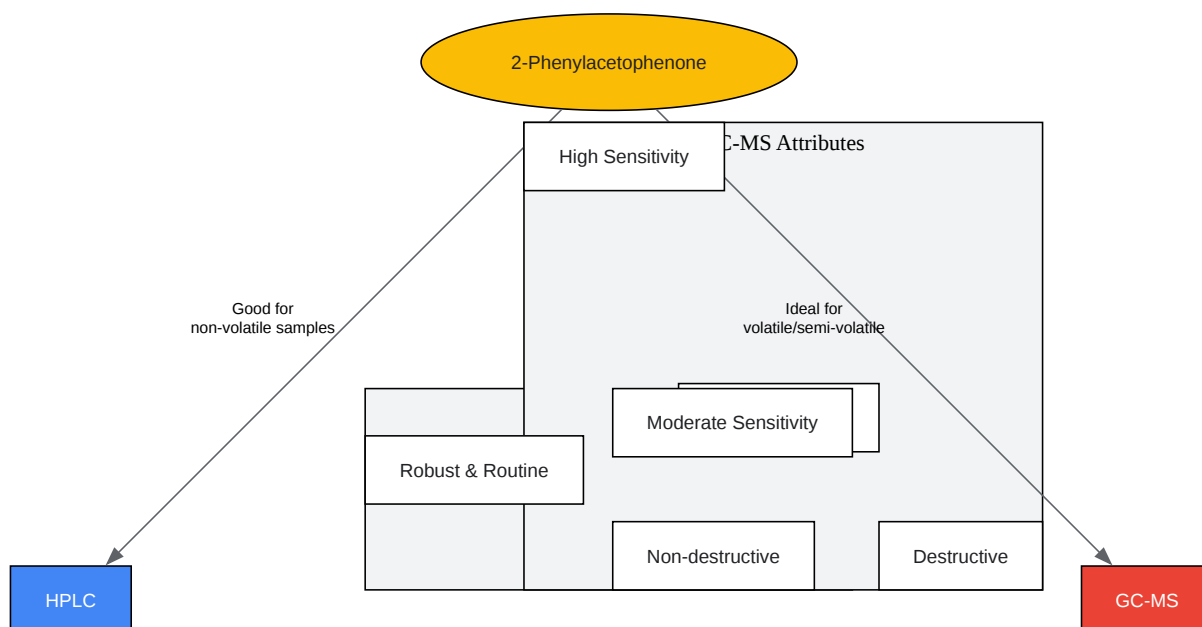 2-Phenylacetophenone
High Sensitivity
C-MS Attributes
Good for
non-volatile samples
Ideal for
volatile/semi-volatile
Moderate Sensitivity
Robust & Routine
Non-destructive
Destructive
HPLC
GC-MS